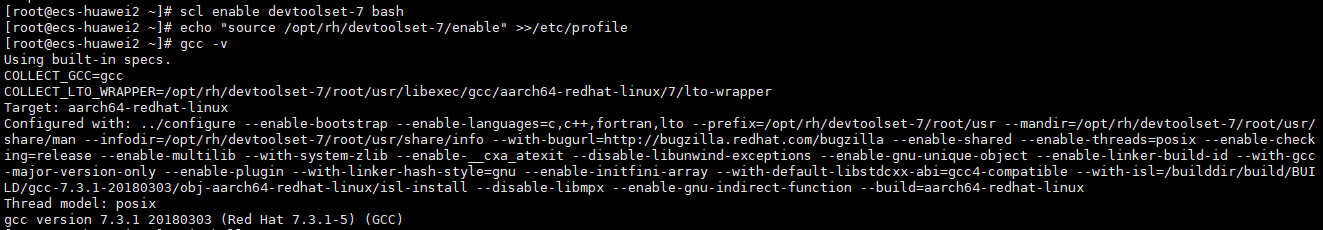 [root@ecs-huawei2 ~]# scl enable devtoolset-7 bash
[root@ecs-huawei2 ~]# echo "source /opt/rh/devtoolset-7/enable" >>/etc/profile
[root@ecs-huawei2 ~]# gcc -v
Using built-in specs.
COLLECT_GCC=gcc
COLLECT_LTO_WRAPPER=/opt/rh/devtoolset-7/root/usr/libexec/gcc/aarch64-redhat-linux/7/lto-wrapper
Target: aarch64-redhat-linux
Configured with: ../configure --enable-bootstrap --enable-languages=c,c++,fortran,lto --prefix=/opt/rh/devtoolset-7/root/usr --mandir=/opt/rh/devtoolset-7/root/usr/
share/man --infodir=/opt/rh/devtoolset-7/root/usr/share/info --with-bugurl=http://bugzilla.redhat.com/bugzilla --enable-shared --enable-threads=posix --enable-check
ing=release --enable-multilib --with-system-zlib --enable-__cxa_atexit --disable-libunwind-exceptions --enable-gnu-unique-object --enable-linker-build-id --with-gcc
-major-version-only --enable-plugin --with-linker-hash-style=gnu --enable-initfini-array --with-default-libstdcxx-abi=gcc4-compatible --with-isl=/builddir/build/BUI
LD/gcc-7.3.1-20180303/obj-aarch64-redhat-linux/isl-install --disable-libmpx --enable-gnu-indirect-function --build=aarch64-redhat-linux
Thread model: posix
gcc version 7.3.1 20180303 (Red Hat 7.3.1-5) (GCC)